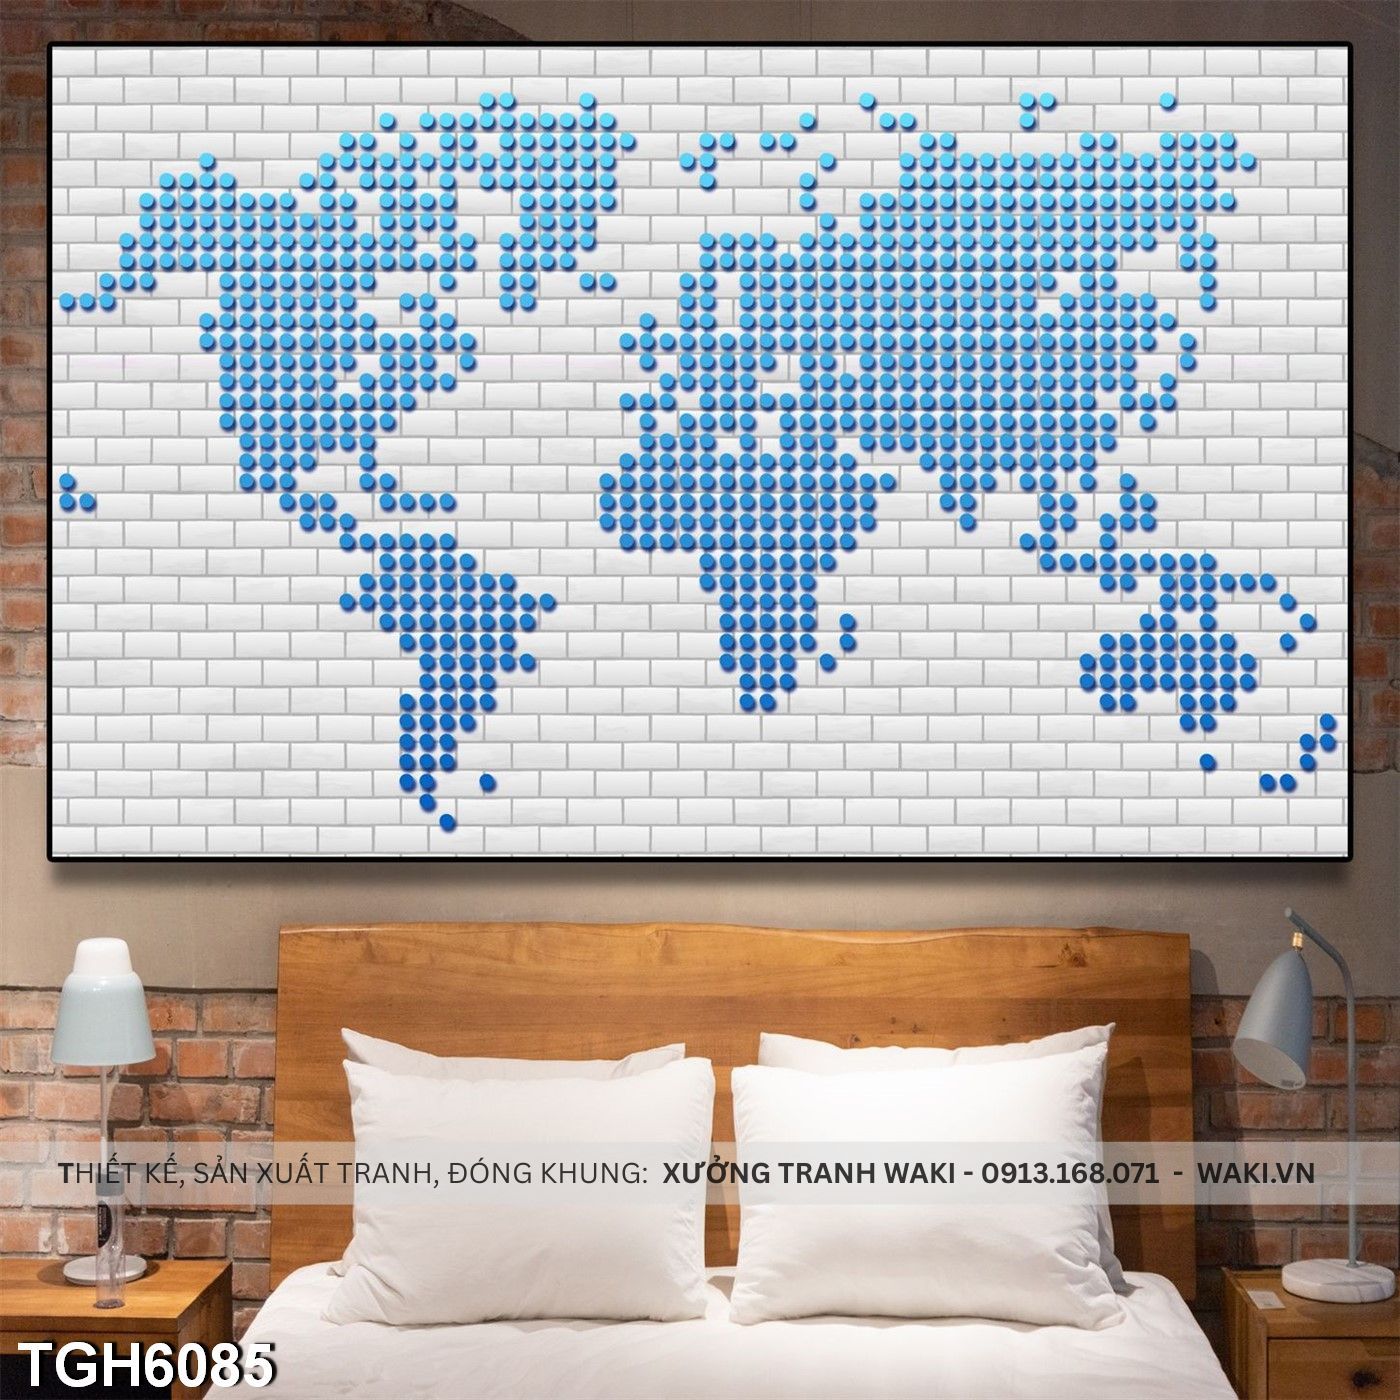 THIẾT KẾ, SẢN XUẤT TRANH, ĐÓNG KHUNG: XƯỞNG TRANH WAKI - 0913.168.071 - WAKI.VN
TGH6085